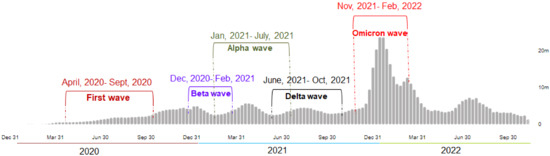 Nov, 2021- Feb, 2022
Jan, 2021- July, 2021
Omicron wave
Alpha wave
April, 2020- Sept, 2020
Dec, 2020- Feb, 2021
June, 2021- Oct, 2021
First wave
Beta wave
Delta wave
20m
10m
Dec 31
Mar 31
Jun 30
Sep 30
Dec 31
Mar 31
Jun 30
Sep 30
Dec 31
Mar 31
Jun 30
Sep 30
2020
2021
2022